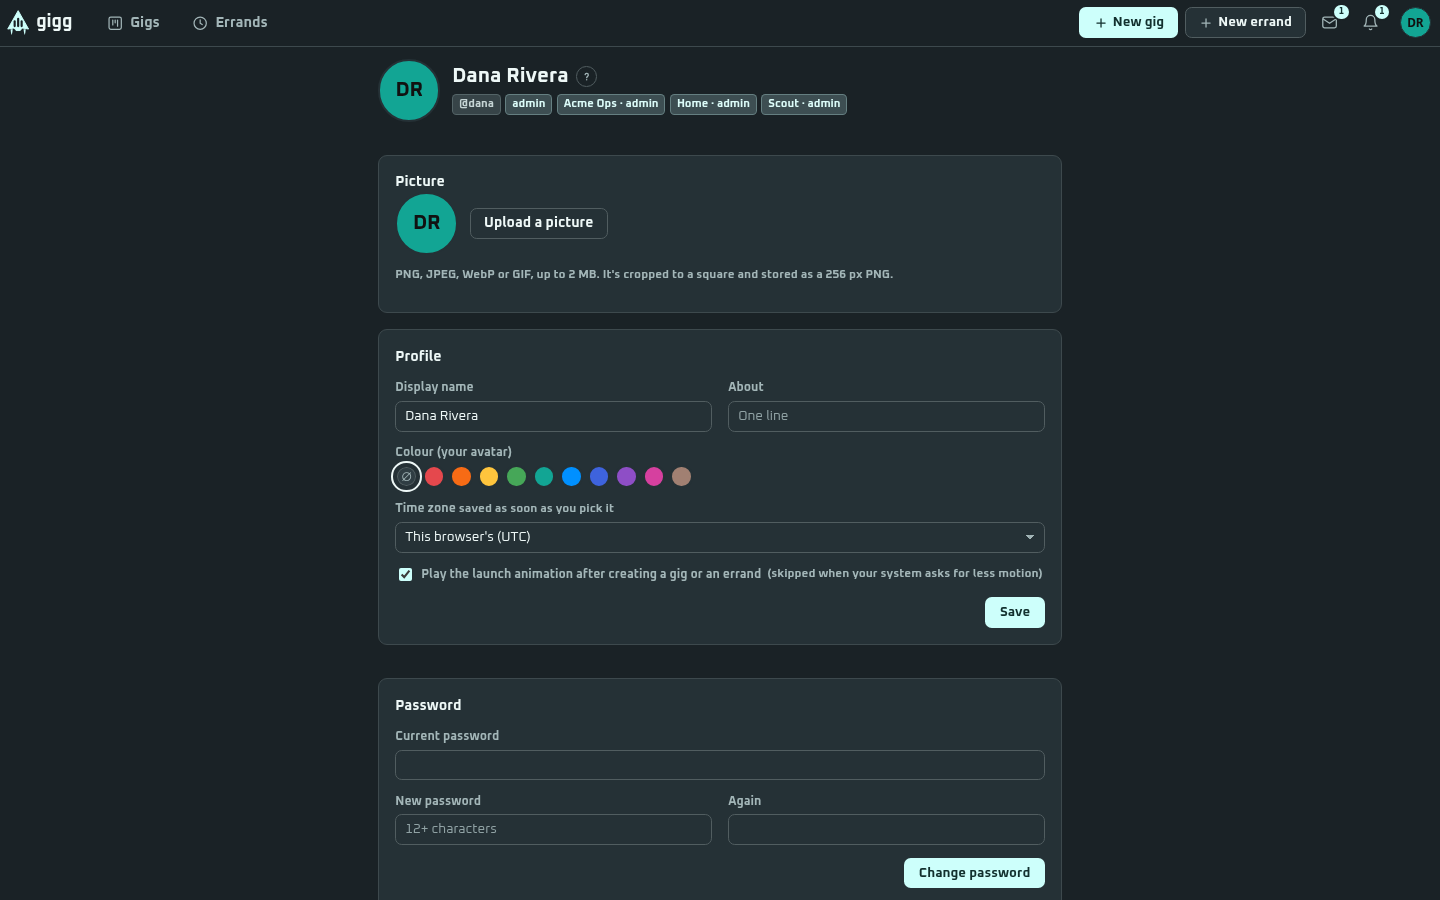 gigg
Gigs
Errands
+ New gig
+ New errand
1
1
DR
DR
Dana Rivera ?
@dana
admin
Acme Ops · admin
Home · admin
Scout · admin
Picture
DR
Upload a picture
PNG, JPEG, WebP or GIF, up to 2 MB. It's cropped to a square and stored as a 256 px PNG.
Profile
Display name
About
Dana Rivera
One line
Colour (your avatar)
Time zone saved as soon as you pick it
This browser's (UTC)
Play the launch animation after creating a gig or an errand (skipped when your system asks for less motion)
Save
Password
Current password
New password
Again
12+ characters
Change password